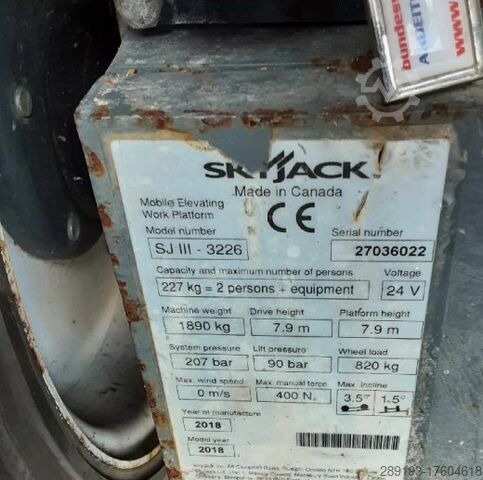 bundes
ARBEIT
www.
SKYJACK
Made in Canada
Mobile Elevating
Work Platform
CE
Model number
Serial number
SJ III - 3226
27036022
Capacity and maximum number of persons
Voltage
227 kg = 2 persons + equipment
24 V
Machine weight
Drive height
Platform height
1890 kg
7.9 m
7.9 m
System pressure
Lift pressure
Wheel load
207 bar
90 bar
820 kg
Max. wind speed
Max. manual force
Max. incline
0 m/s
400 N
3.5°
1.5°
Year of manufacture
2018
Model year
2018
289193-17604618